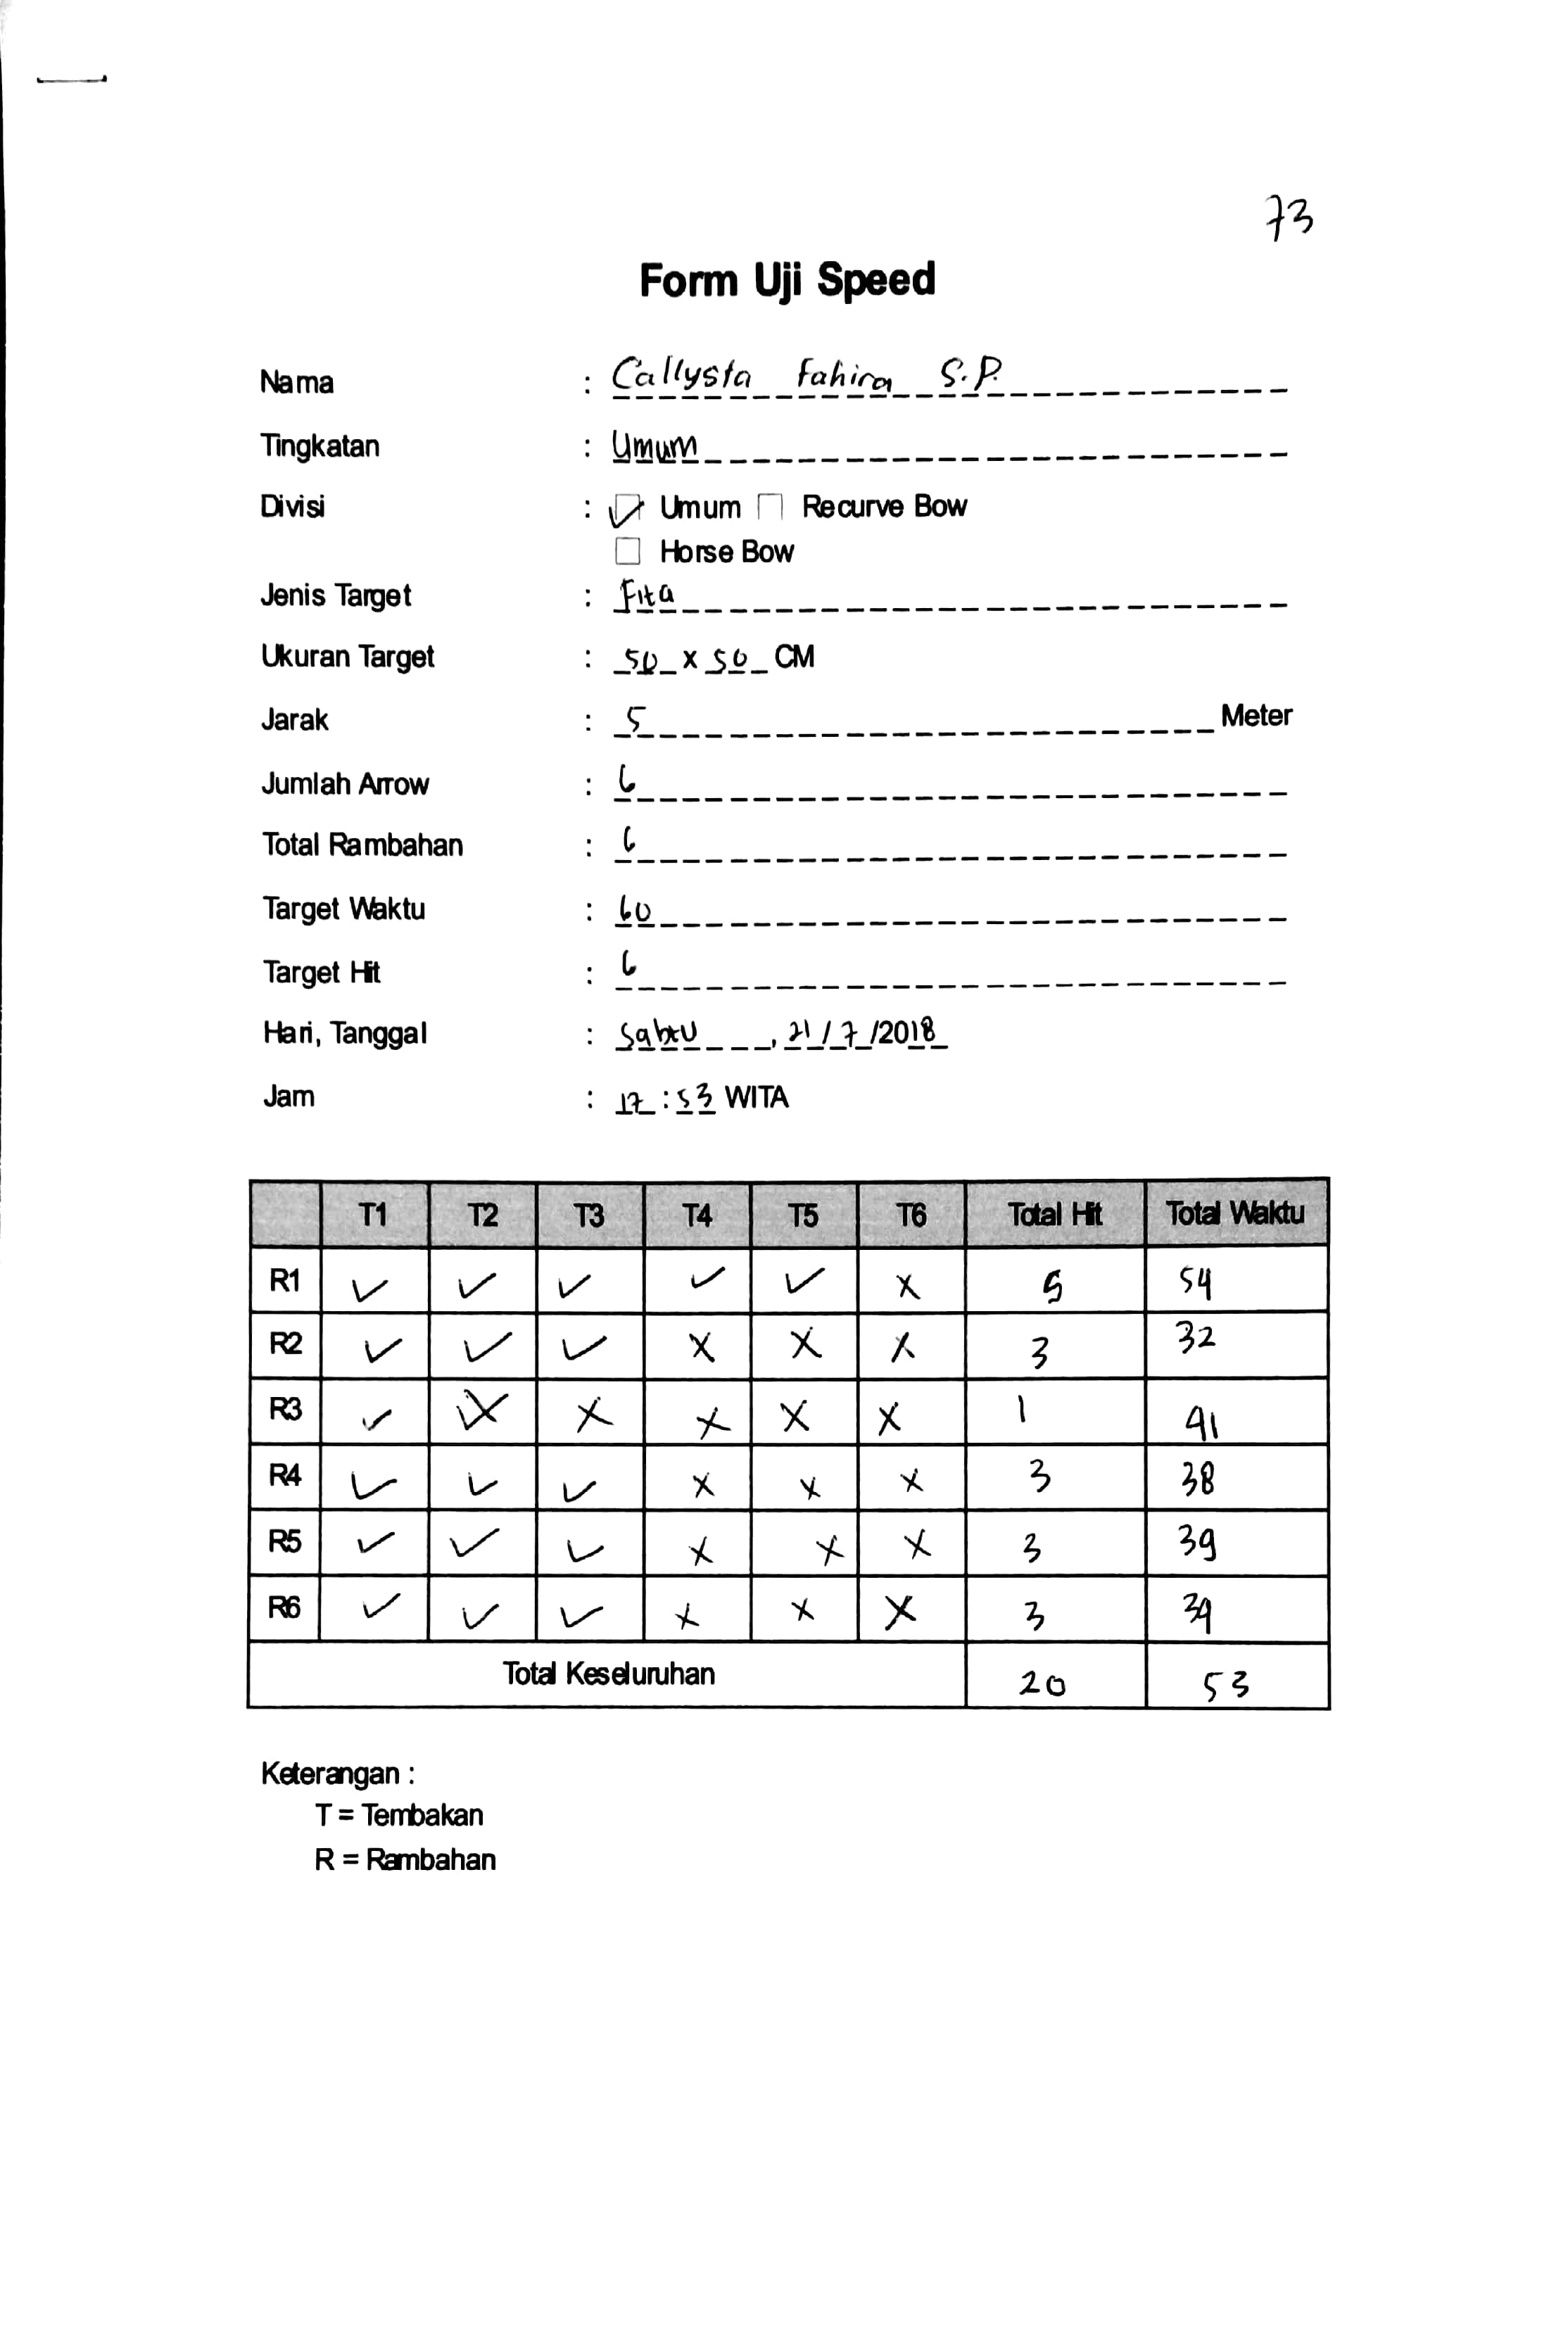 73
Form Uji Speed
Nama : Callysta Fahira S.P.
Tingkatan : Umum
Divisi : ✓ Umum ☐ Recurve Bow
☐ Horse Bow
Jenis Target : Fita
Ukuran Target : 50 x 50 CM
Jarak : 5 Meter
Jumlah Arrow : 6
Total Rambahan : 6
Target Waktu : 60
Target Hit : 6
Hari, Tanggal : Sabtu, 21/7/2018
Jam : 17:53 WITA
T1 T2 T3 T4 T5 T6 Total Hit Total Waktu
R1 ✓ ✓ ✓ ✓ ✓ x 5 54
R2 ✓ ✓ ✓ x x x 3 32
R3 ✓ x x x x x 1 41
R4 ✓ ✓ ✓ x x x 3 38
R5 ✓ ✓ ✓ x x x 3 39
R6 ✓ ✓ ✓ x x x 3
Total Keseluruhan 20 53
Keterangan :
T = Tembakan
R = Rambahan